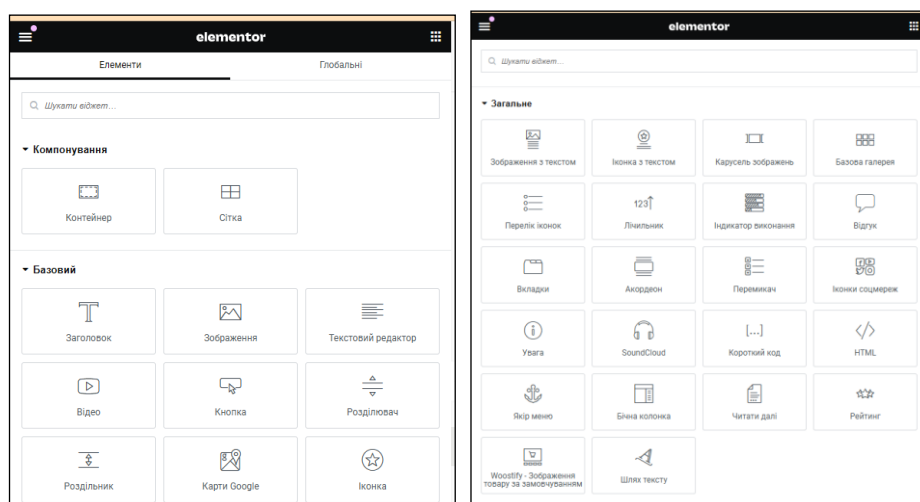 elementor
Елементи
Глобальні
Шукати віджет...
Компонування
Контейнер
Сітка
Базовий
Заголовок
Зображення
Текстовий редактор
Відео
Кнопка
Розділювач
Роздільник
Карти Google
Іконка
elementor
Шукати віджет...
Загальне
Зображення з текстом
Іконка з текстом
Карусель зображень
Базова галерея
Перелік іконок
123
Лічильник
Індикатор виконання
Відгук
Вкладки
Акордеон
Перемикач
Іконки соцмереж
Увага
SoundCloud
[...]
Короткий код
</>
HTML
Якір меню
Бічна колонка
Читати далі
Рейтинг
Woostify - Зображення
товару за замовчуванням
Шлях тексту